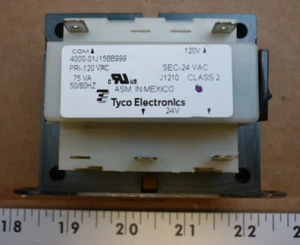 COM 120V
4000-01J15BB999
PRI-120 VAC SEC-24 VAC
75 VA J1210 CLASS 2
50/60HZ
ASM. IN MEXICO
Tyco Electronics
24V
18 19 20 21 22 23